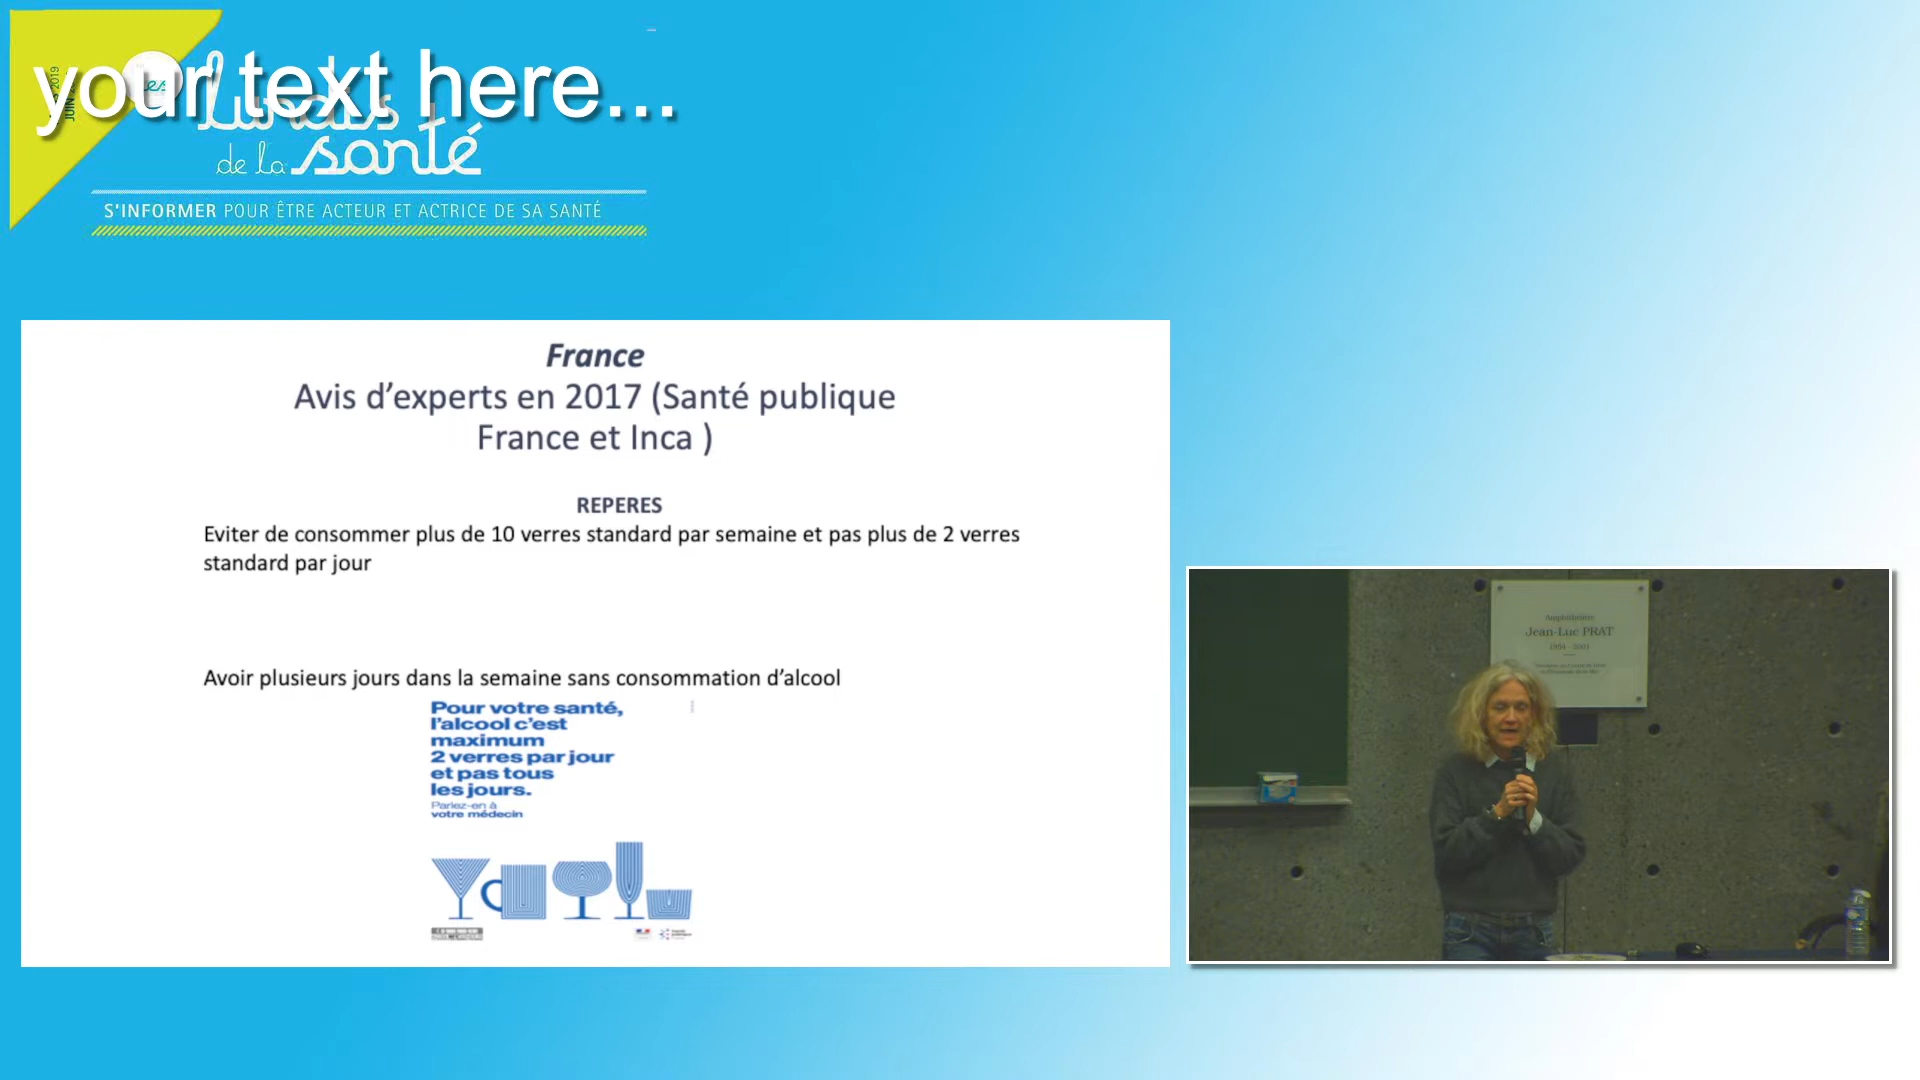 your text here...
les
lundis
de la santé
S'INFORMER POUR ÊTRE ACTEUR ET ACTRICE DE SA SANTÉ
France
Avis d’experts en 2017 (Santé publique
France et Inca )
REPERES
Eviter de consommer plus de 10 verres standard par semaine et pas plus de 2 verres
standard par jour
Avoir plusieurs jours dans la semaine sans consommation d’alcool
Pour votre santé,
l’alcool c’est
maximum
2 verres par jour
et pas tous
les jours.
Parlez-en à
votre médecin
Amphithéâtre
Jean-Luc PRAT